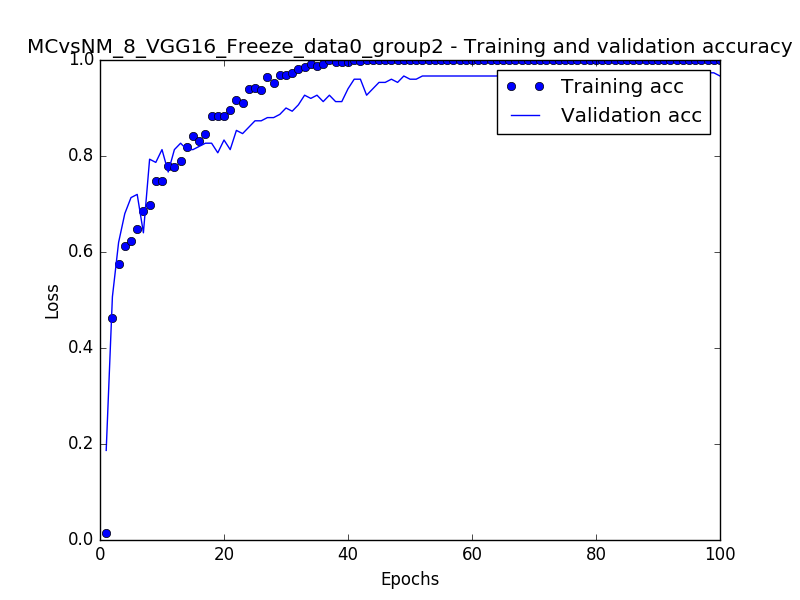 MCvsNM_8_VGG16_Freeze_data0_group2 - Training and validation accuracy
1.0
0.8
0.6
0.4
0.2
0.0
Loss
Training acc
Validation acc
0 20 40 60 80 100
Epochs